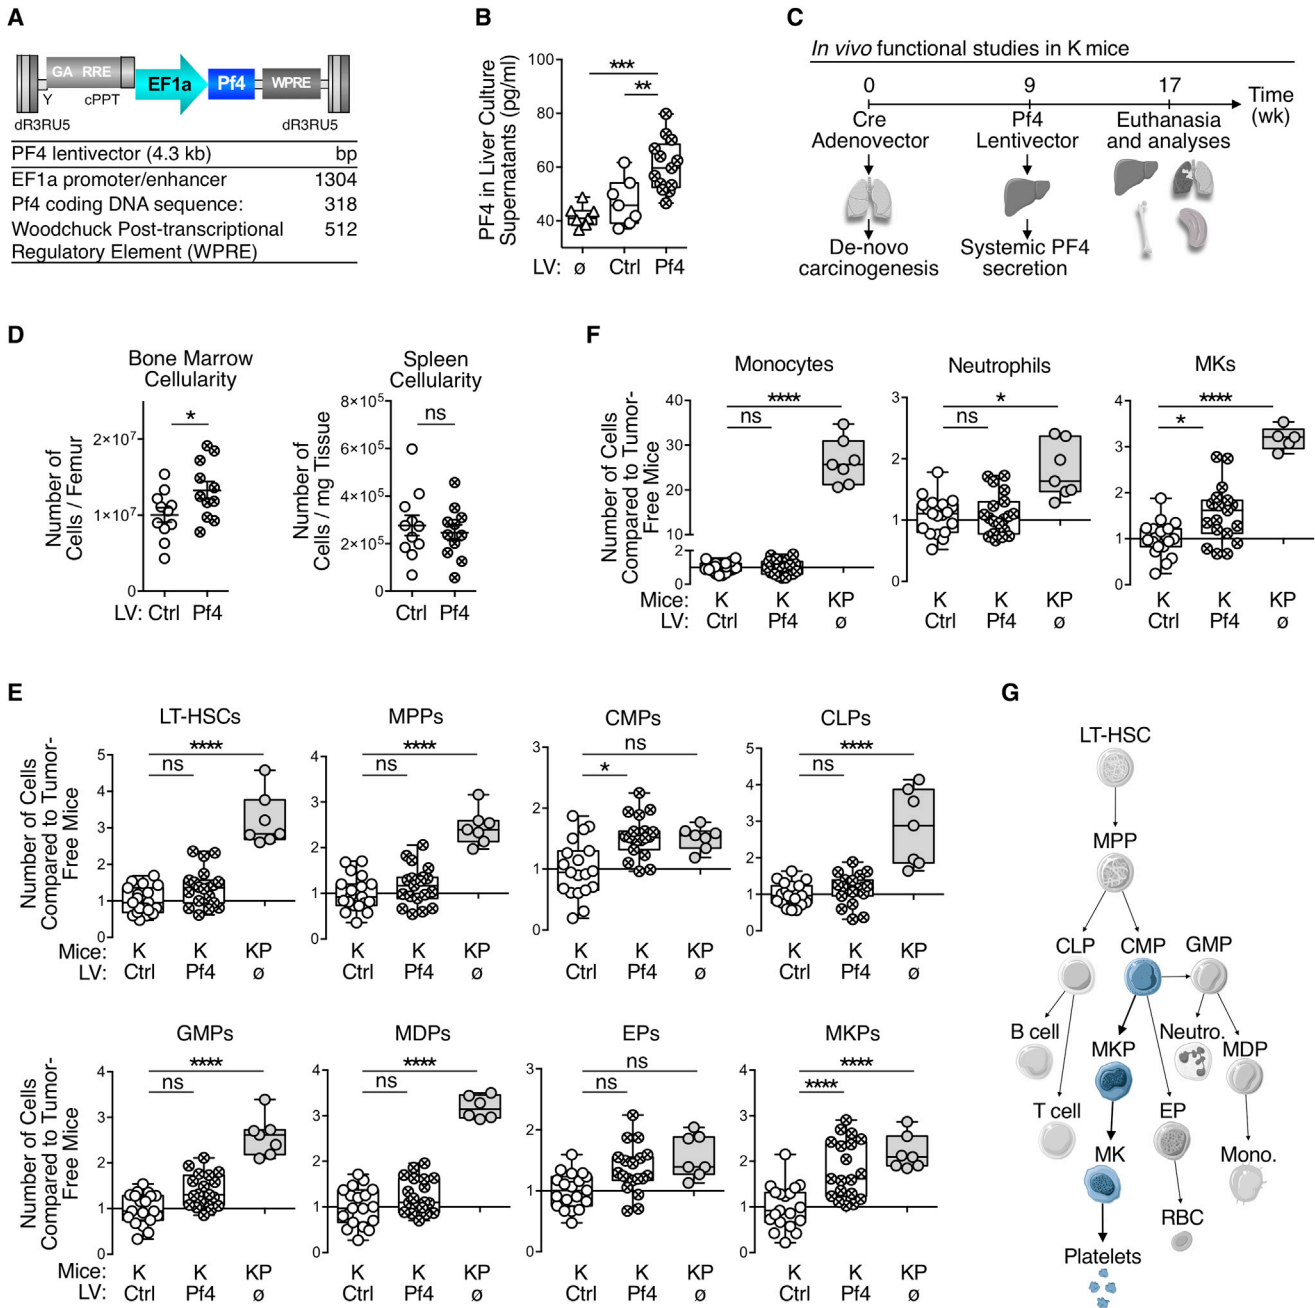 A
GA RRE
EF1a
Pf4
WPRE
Y
cPPT
dR3RU5
dR3RU5
PF4 lentivector (4.3 kb) bp
EF1a promoter/enhancer 1304
Pf4 coding DNA sequence: 318
Woodchuck Post-transcriptional 512
Regulatory Element (WPRE)
B
PF4 in Liver Culture
Supernatants (pg/ml)
100
80
60
40
***
**
LV: ø Ctrl Pf4
C
In vivo functional studies in K mice
0 9 17
Time
(wk)
Cre
Adenovector
Pf4
Lentivector
Euthanasia
and analyses
De-novo
carcinogenesis
Systemic PF4
secretion
D
Bone Marrow
Cellularity
Number of
Cells / Femur
2×10⁷
1×10⁷
0
*
LV: Ctrl Pf4
Spleen
Cellularity
Number of
Cells / mg Tissue
8×10⁵
6×10⁵
4×10⁵
2×10⁵
0
ns
Ctrl Pf4
F
Number of Cells
Compared to Tumor-
Free Mice
Monocytes
40
30
20
10
2
0
****
ns
Mice: K K KP
LV: Ctrl Pf4 ø
Neutrophils
3
2
1
0
*
ns
K K KP
Ctrl Pf4 ø
MKs
4
3
2
1
0
****
*
K K KP
Ctrl Pf4 ø
E
Number of Cells
Compared to Tumor-
Free Mice
LT-HSCs
5
4
3
2
1
0
****
ns
Mice: K K KP
LV: Ctrl Pf4 ø
MPPs
4
3
2
1
0
****
ns
K K KP
Ctrl Pf4 ø
CMPs
3
2
1
0
ns
*
K K KP
Ctrl Pf4 ø
CLPs
5
4
3
2
1
0
****
ns
K K KP
Ctrl Pf4 ø
Number of Cells
Compared to Tumor-
Free Mice
GMPs
4
3
2
1
0
****
ns
Mice: K K KP
LV: Ctrl Pf4 ø
MDPs
4
3
2
1
0
****
ns
K K KP
Ctrl Pf4 ø
EPs
3
2
1
0
ns
ns
K K KP
Ctrl Pf4 ø
MKPs
4
3
2
1
0
****
****
K K KP
Ctrl Pf4 ø
G
LT-HSC
MPP
CLP CMP GMP
B cell
MKP
Neutro.
MDP
T cell
EP
MK
Mono.
RBC
Platelets